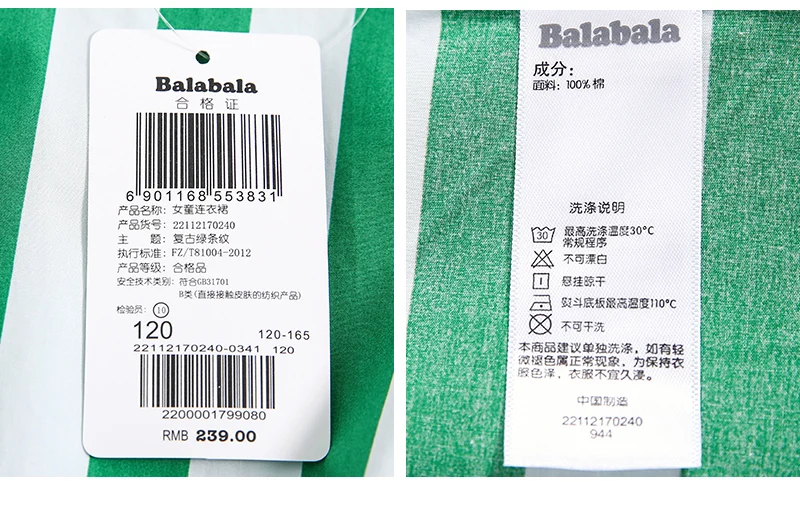 Balabala
合格证
6 901168 553831
产品名称: 女童连衣裙
产品货号: 22112170240
主 题: 复古绿条纹
执行标准: FZ/T81004-2012
产品等级: 合格品
安全技术类别: 符合GB31701
B类(直接接触皮肤的纺织产品)
检验员: 10
120 120-165
22112170240-0341 120
2200001799080
RMB 239.00
Balabala
成分:
面料: 100% 棉
洗涤说明
30 最高洗涤温度30°C
常规程序
不可漂白
悬挂晾干
熨斗底板最高温度110°C
不可干洗
本商品建议单独洗涤, 如有轻
微褪色属正常现象, 为保持衣
服色泽, 衣服不宜久浸。
中国制造
22112170240
944